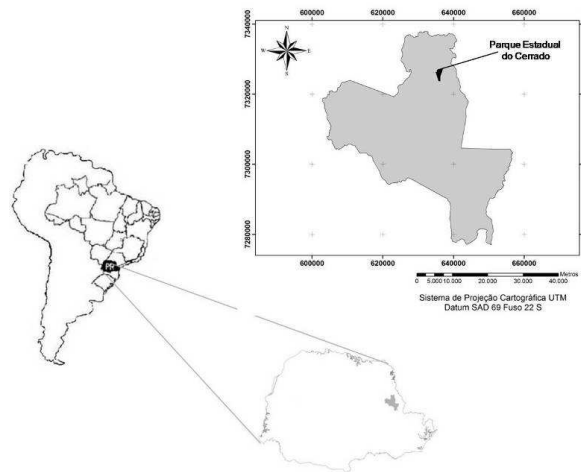 600000 620000 640000 660000
7340000
N
W E
S
Parque Estadual
do Cerrado
7320000
7300000
7280000
600000 620000 640000 660000
Metros
0 5.000 10.000 20.000 30.000 40.000
Sistema de Projeção Cartográfica UTM
Datum SAD 69 Fuso 22 S
PR